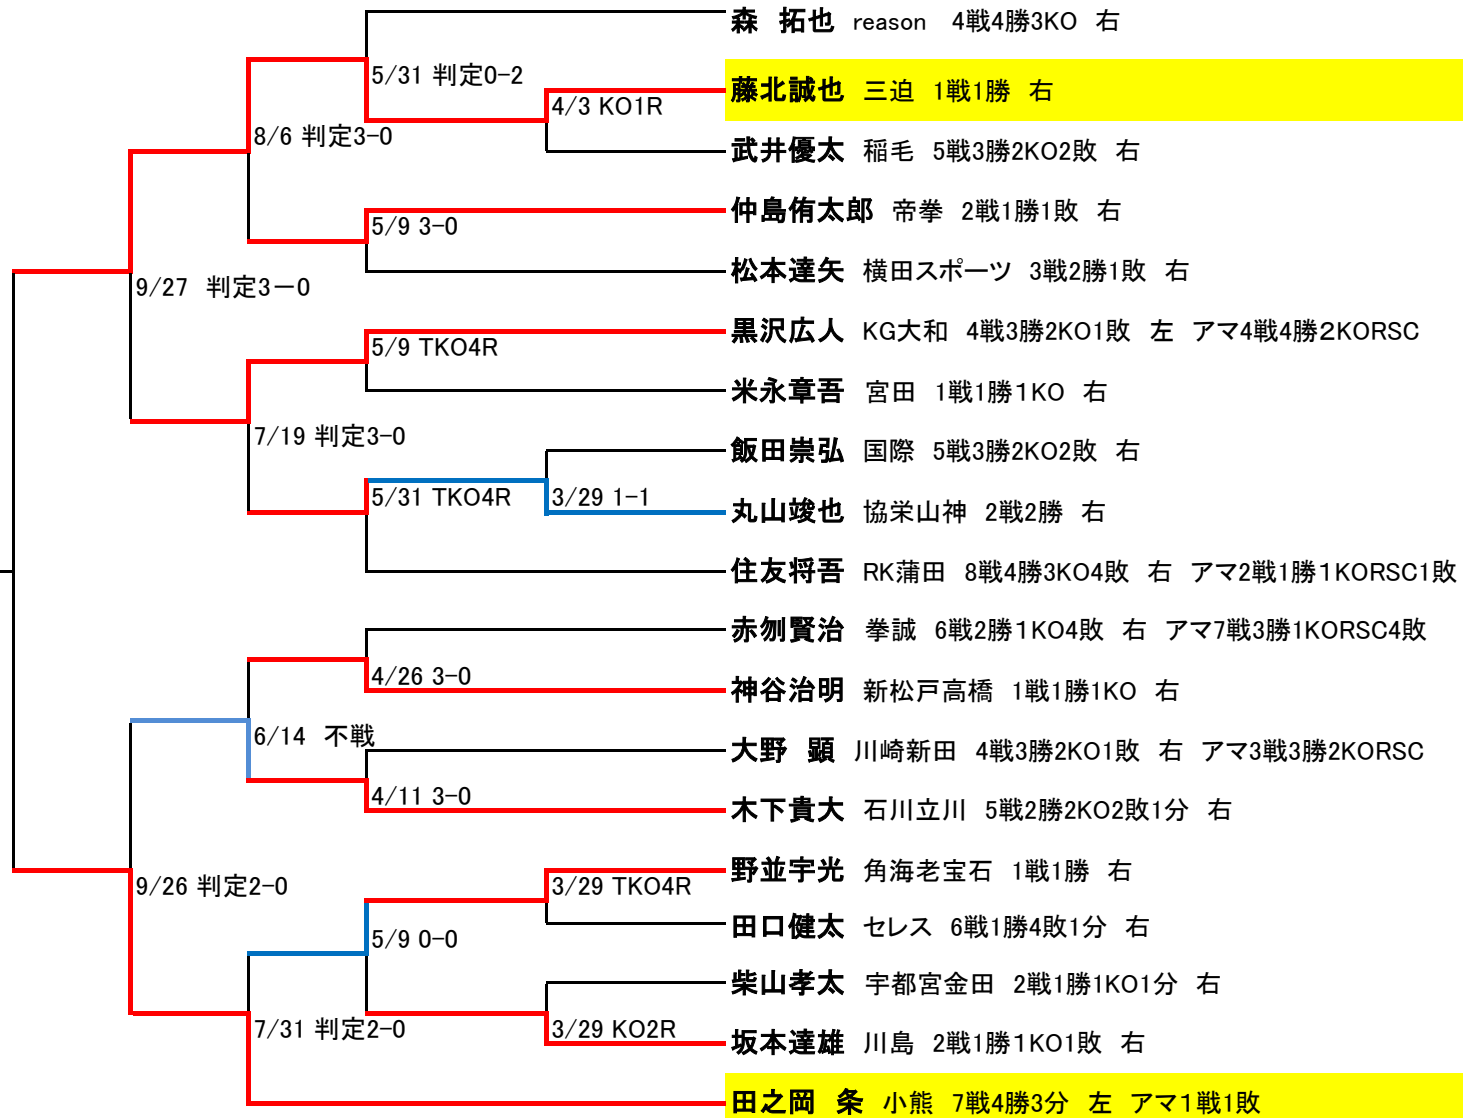 森　拓也　reason　4戦4勝3KO　右
5/31 判定0-2
藤北誠也　三迫　1戦1勝　右
4/3 KO1R
8/6 判定3-0
武井優太　稲毛　5戦3勝2KO2敗　右
仲島侑太郎　帝拳　2戦1勝1敗　右
5/9 3-0
松本達矢　横田スポーツ　3戦2勝1敗　右
9/27　判定3－0
黒沢広人　KG大和　4戦3勝2KO1敗　左　アマ4戦4勝２KORSC
5/9 TKO4R
米永章吾　宮田　1戦1勝１KO　右
7/19 判定3-0
飯田崇弘　国際　5戦3勝2KO2敗　右
5/31 TKO4R
3/29 1-1
丸山竣也　協栄山神　2戦2勝　右
住友将吾　RK蒲田　8戦4勝3KO4敗　右　アマ2戦1勝１KORSC1敗
赤刎賢治　拳誠　6戦2勝１KO4敗　右　アマ7戦3勝1KORSC4敗
4/26 3-0
神谷治明　新松戸高橋　1戦1勝1KO　右
6/14　不戦
大野　顕　川崎新田　4戦3勝2KO1敗　右　アマ3戦3勝2KORSC
4/11 3-0
木下貴大　石川立川　5戦2勝2KO2敗1分　右
野並宇光　角海老宝石　1戦1勝　右
9/26 判定2-0
3/29 TKO4R
田口健太　セレス　6戦1勝4敗1分　右
5/9 0-0
柴山孝太　宇都宮金田　2戦1勝1KO1分　右
7/31 判定2-0
3/29 KO2R
坂本達雄　川島　2戦1勝１KO1敗　右
田之岡　条　小熊　7戦4勝3分　左　アマ１戦1敗